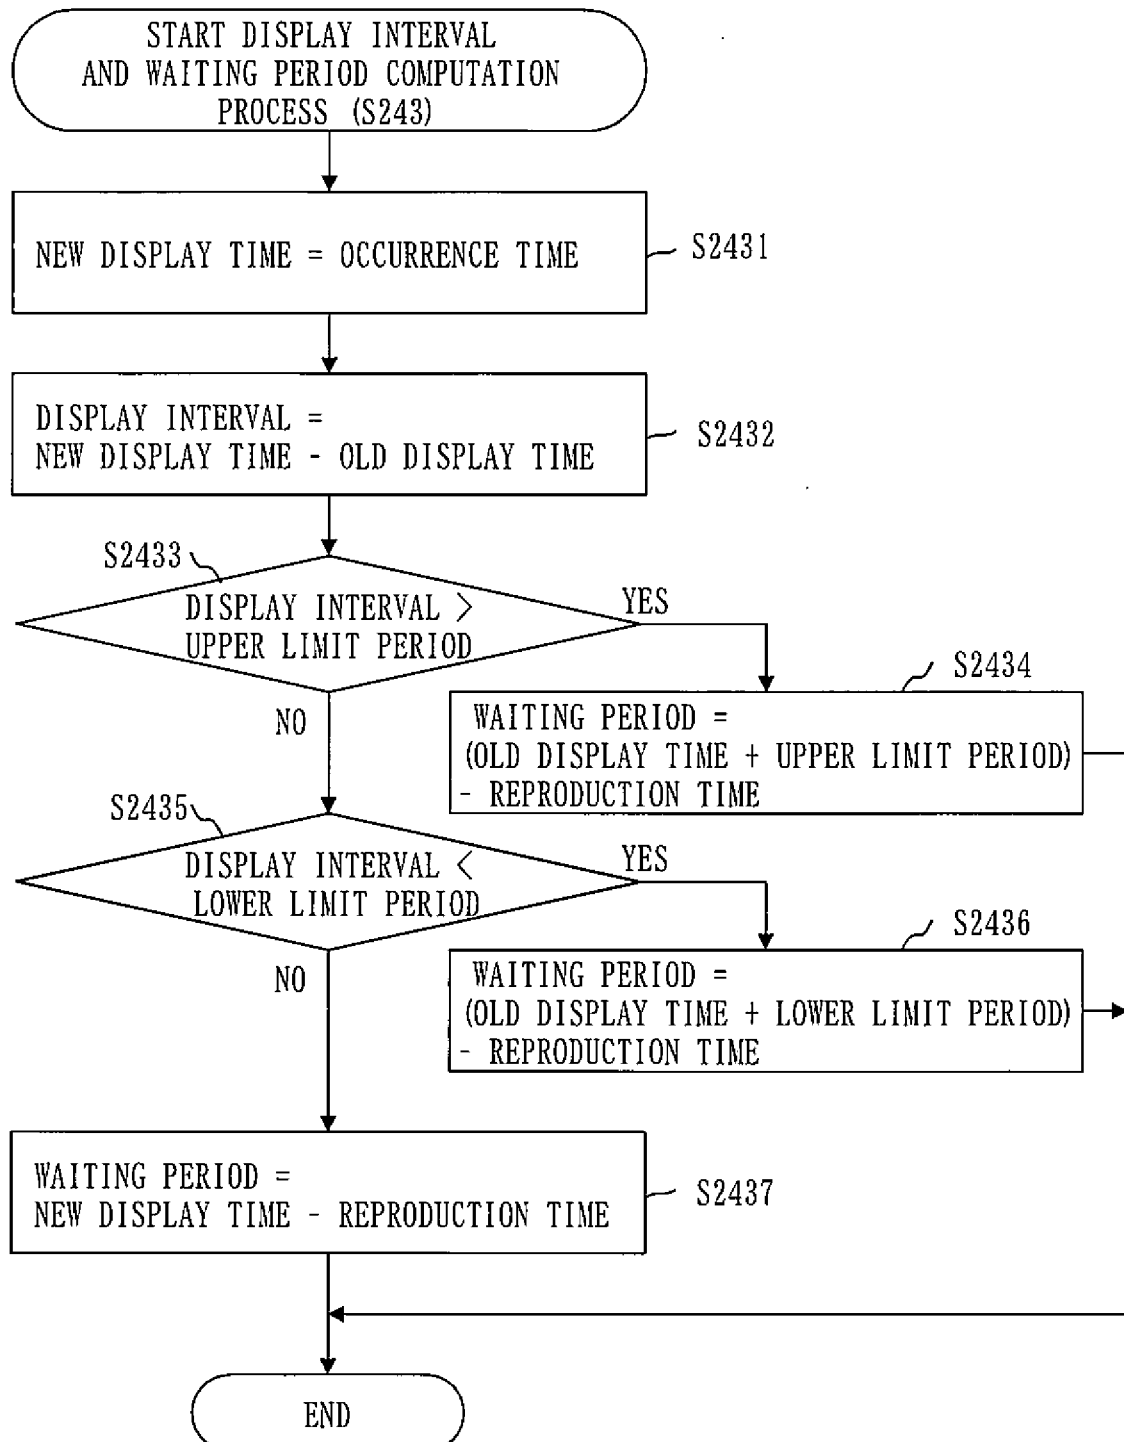 START DISPLAY INTERVAL
AND WAITING PERIOD COMPUTATION
PROCESS (S243)
NEW DISPLAY TIME = OCCURRENCE TIME
S2431
DISPLAY INTERVAL =
NEW DISPLAY TIME - OLD DISPLAY TIME
S2432
S2433
DISPLAY INTERVAL >
UPPER LIMIT PERIOD
YES
NO
S2434
WAITING PERIOD =
(OLD DISPLAY TIME + UPPER LIMIT PERIOD)
- REPRODUCTION TIME
S2435
DISPLAY INTERVAL <
LOWER LIMIT PERIOD
YES
NO
S2436
WAITING PERIOD =
(OLD DISPLAY TIME + LOWER LIMIT PERIOD)
- REPRODUCTION TIME
WAITING PERIOD =
NEW DISPLAY TIME - REPRODUCTION TIME
S2437
END